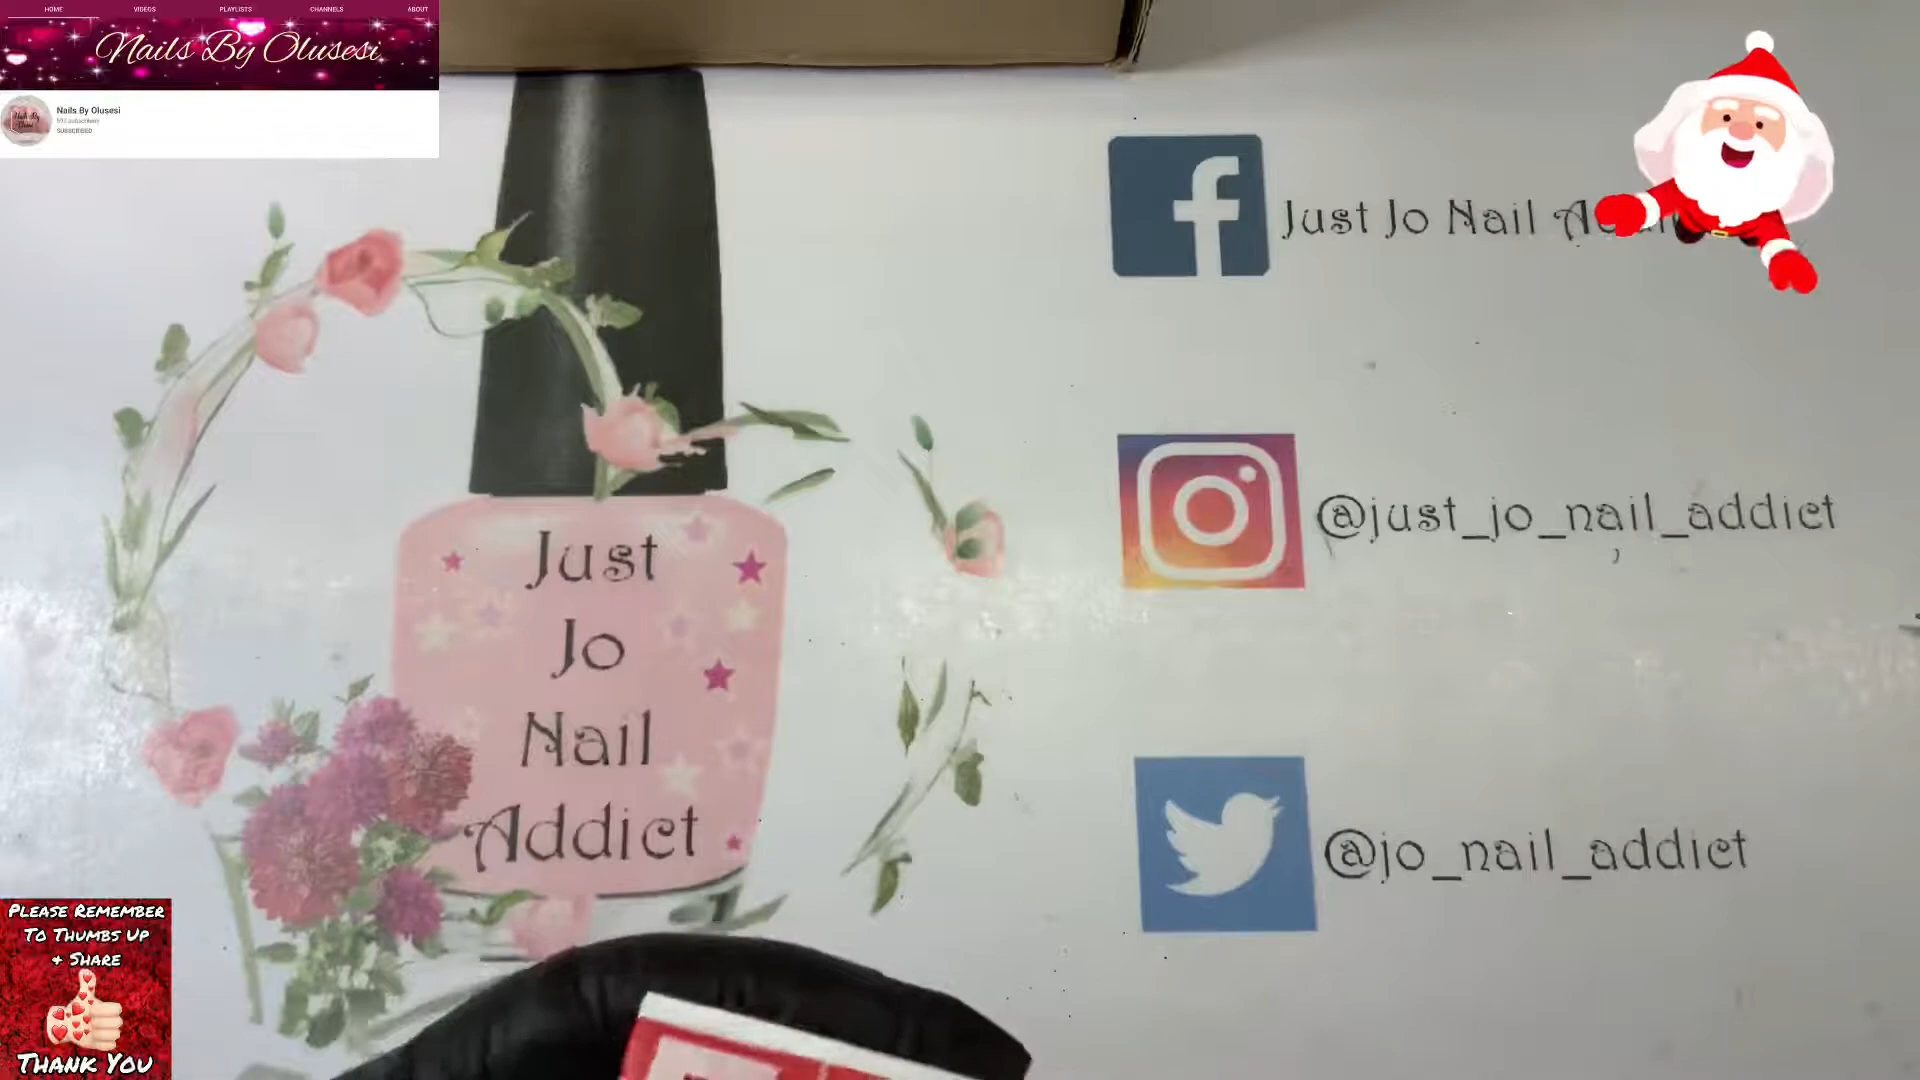 HOME VIDEOS PLAYLISTS CHANNELS ABOUT
Nails By Olusesi
Nails By Olusesi
SUBSCRIBED
Just Jo Nail
@just_jo_nail_addict
@jo_nail_addict
Just
Jo
Nail
Addict
PLEASE REMEMBER
TO THUMBS UP
& SHARE
THANK YOU